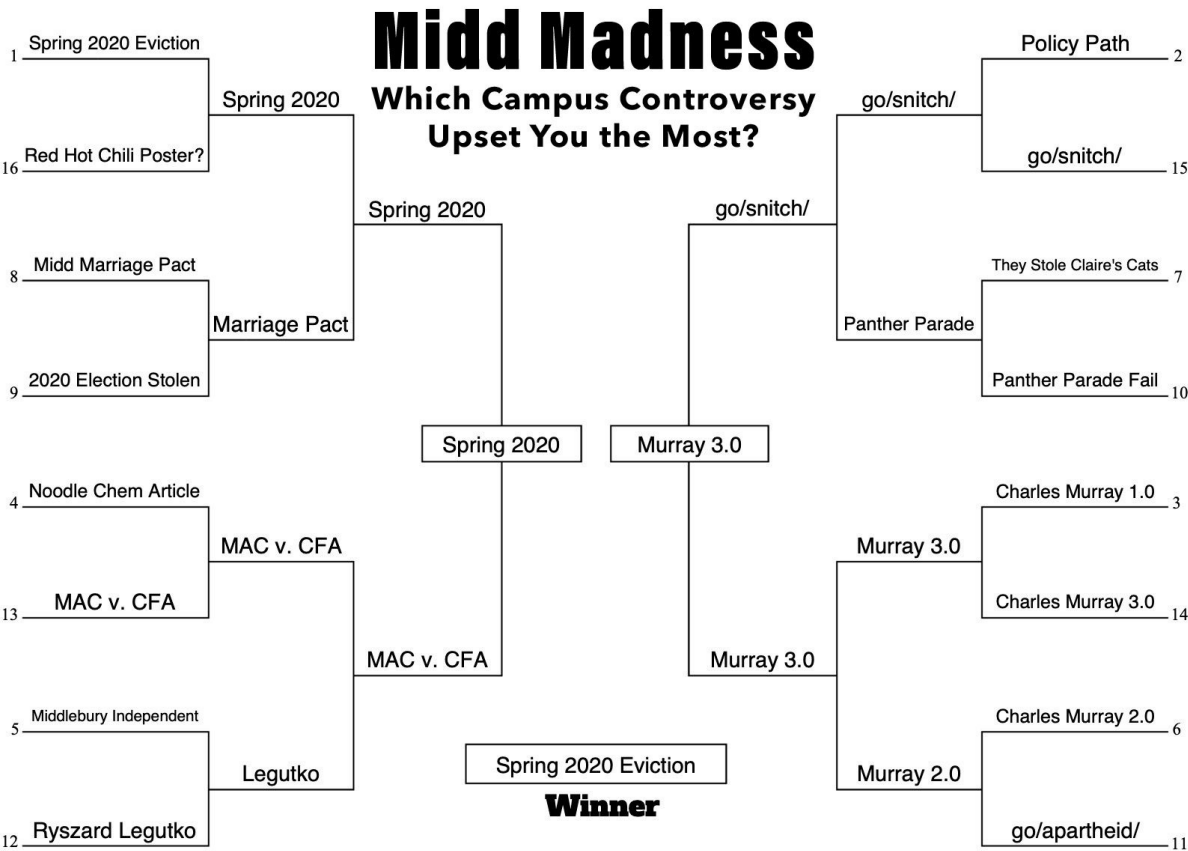 Midd Madness
Which Campus Controversy
Upset You the Most?
1 Spring 2020 Eviction
16 Red Hot Chili Poster?
8 Midd Marriage Pact
9 2020 Election Stolen
4 Noodle Chem Article
13 MAC v. CFA
5 Middlebury Independent
12 Ryszard Legutko
Spring 2020
Marriage Pact
MAC v. CFA
Legutko
Spring 2020
MAC v. CFA
Spring 2020
Murray 3.0
go/snitch/
Murray 3.0
go/snitch/
Panther Parade
Murray 3.0
Murray 2.0
Policy Path 2
go/snitch/ 15
They Stole Claire's Cats 7
Panther Parade Fail 10
Charles Murray 1.0 3
Charles Murray 3.0 14
Charles Murray 2.0 6
go/apartheid/ 11
Spring 2020 Eviction
Winner